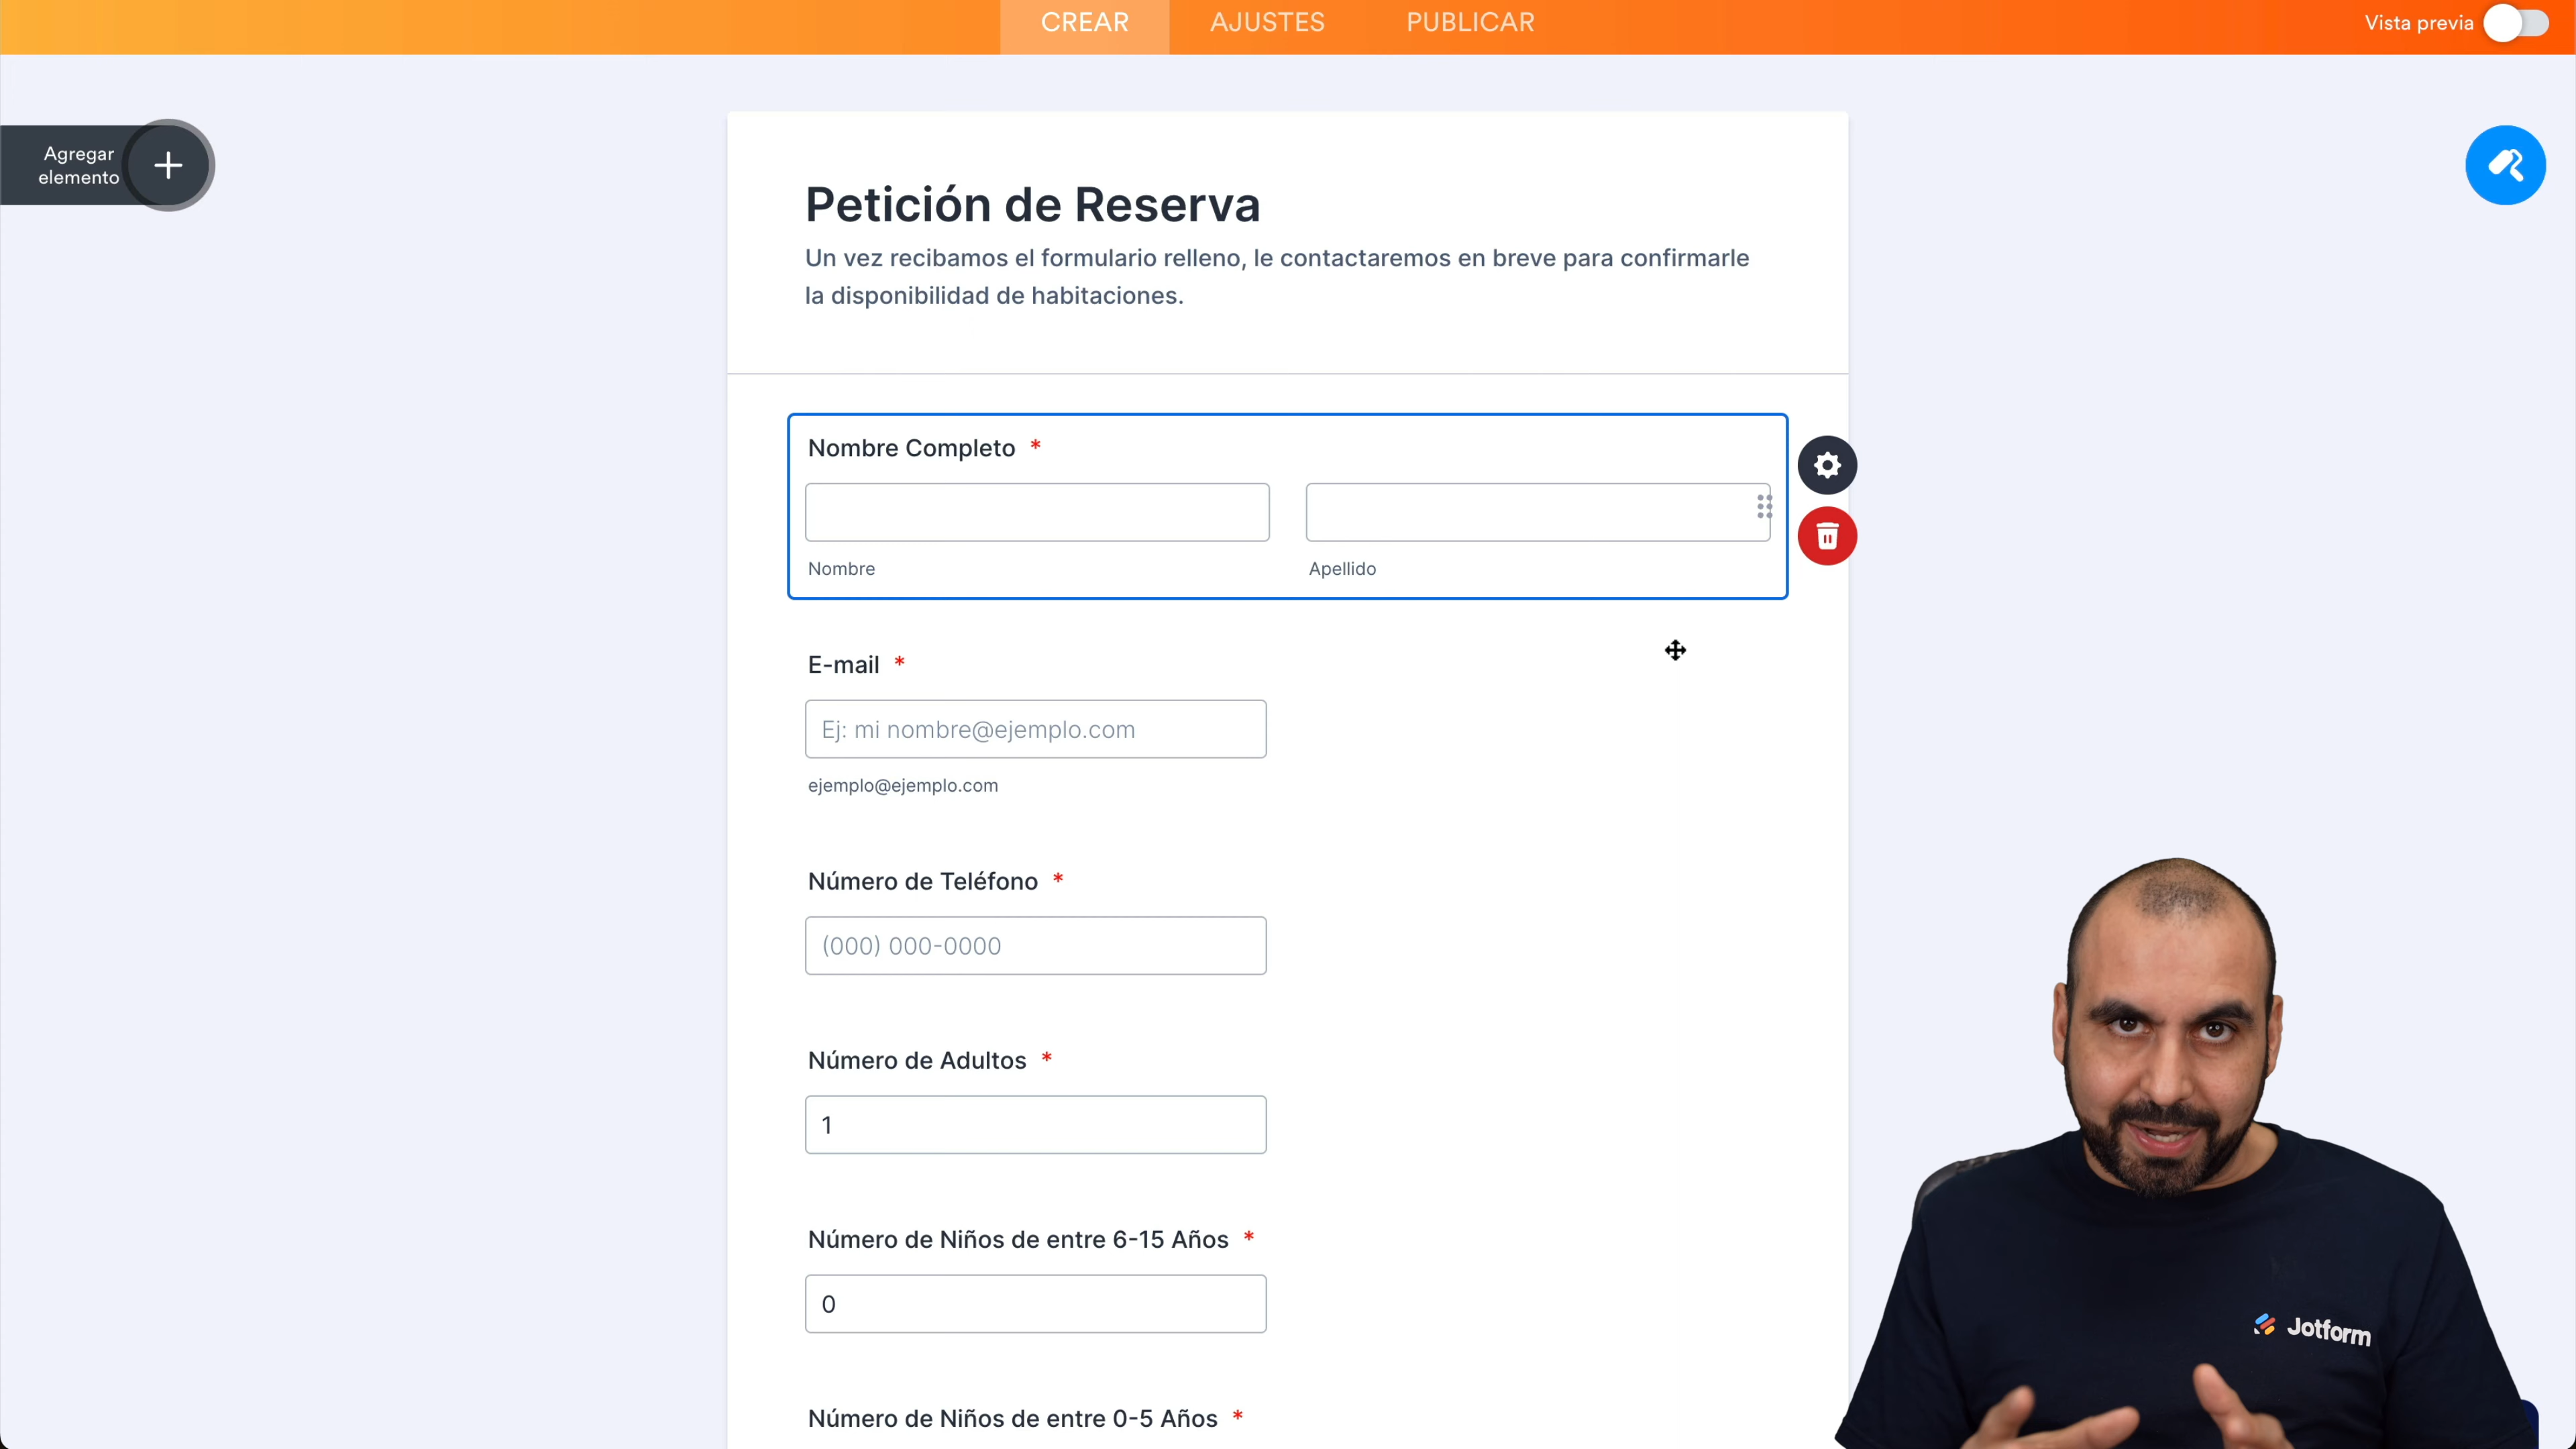 CREAR
AJUSTES
PUBLICAR
Vista previa
Agregar
elemento
Petición de Reserva
Un vez recibamos el formulario relleno, le contactaremos en breve para confirmarle
la disponibilidad de habitaciones.
Nombre Completo *
Nombre
Apellido
E-mail *
Ej: mi nombre@ejemplo.com
ejemplo@ejemplo.com
Número de Teléfono *
(000) 000-0000
Número de Adultos *
1
Número de Niños de entre 6-15 Años *
0
Número de Niños de entre 0-5 Años *
Jotform